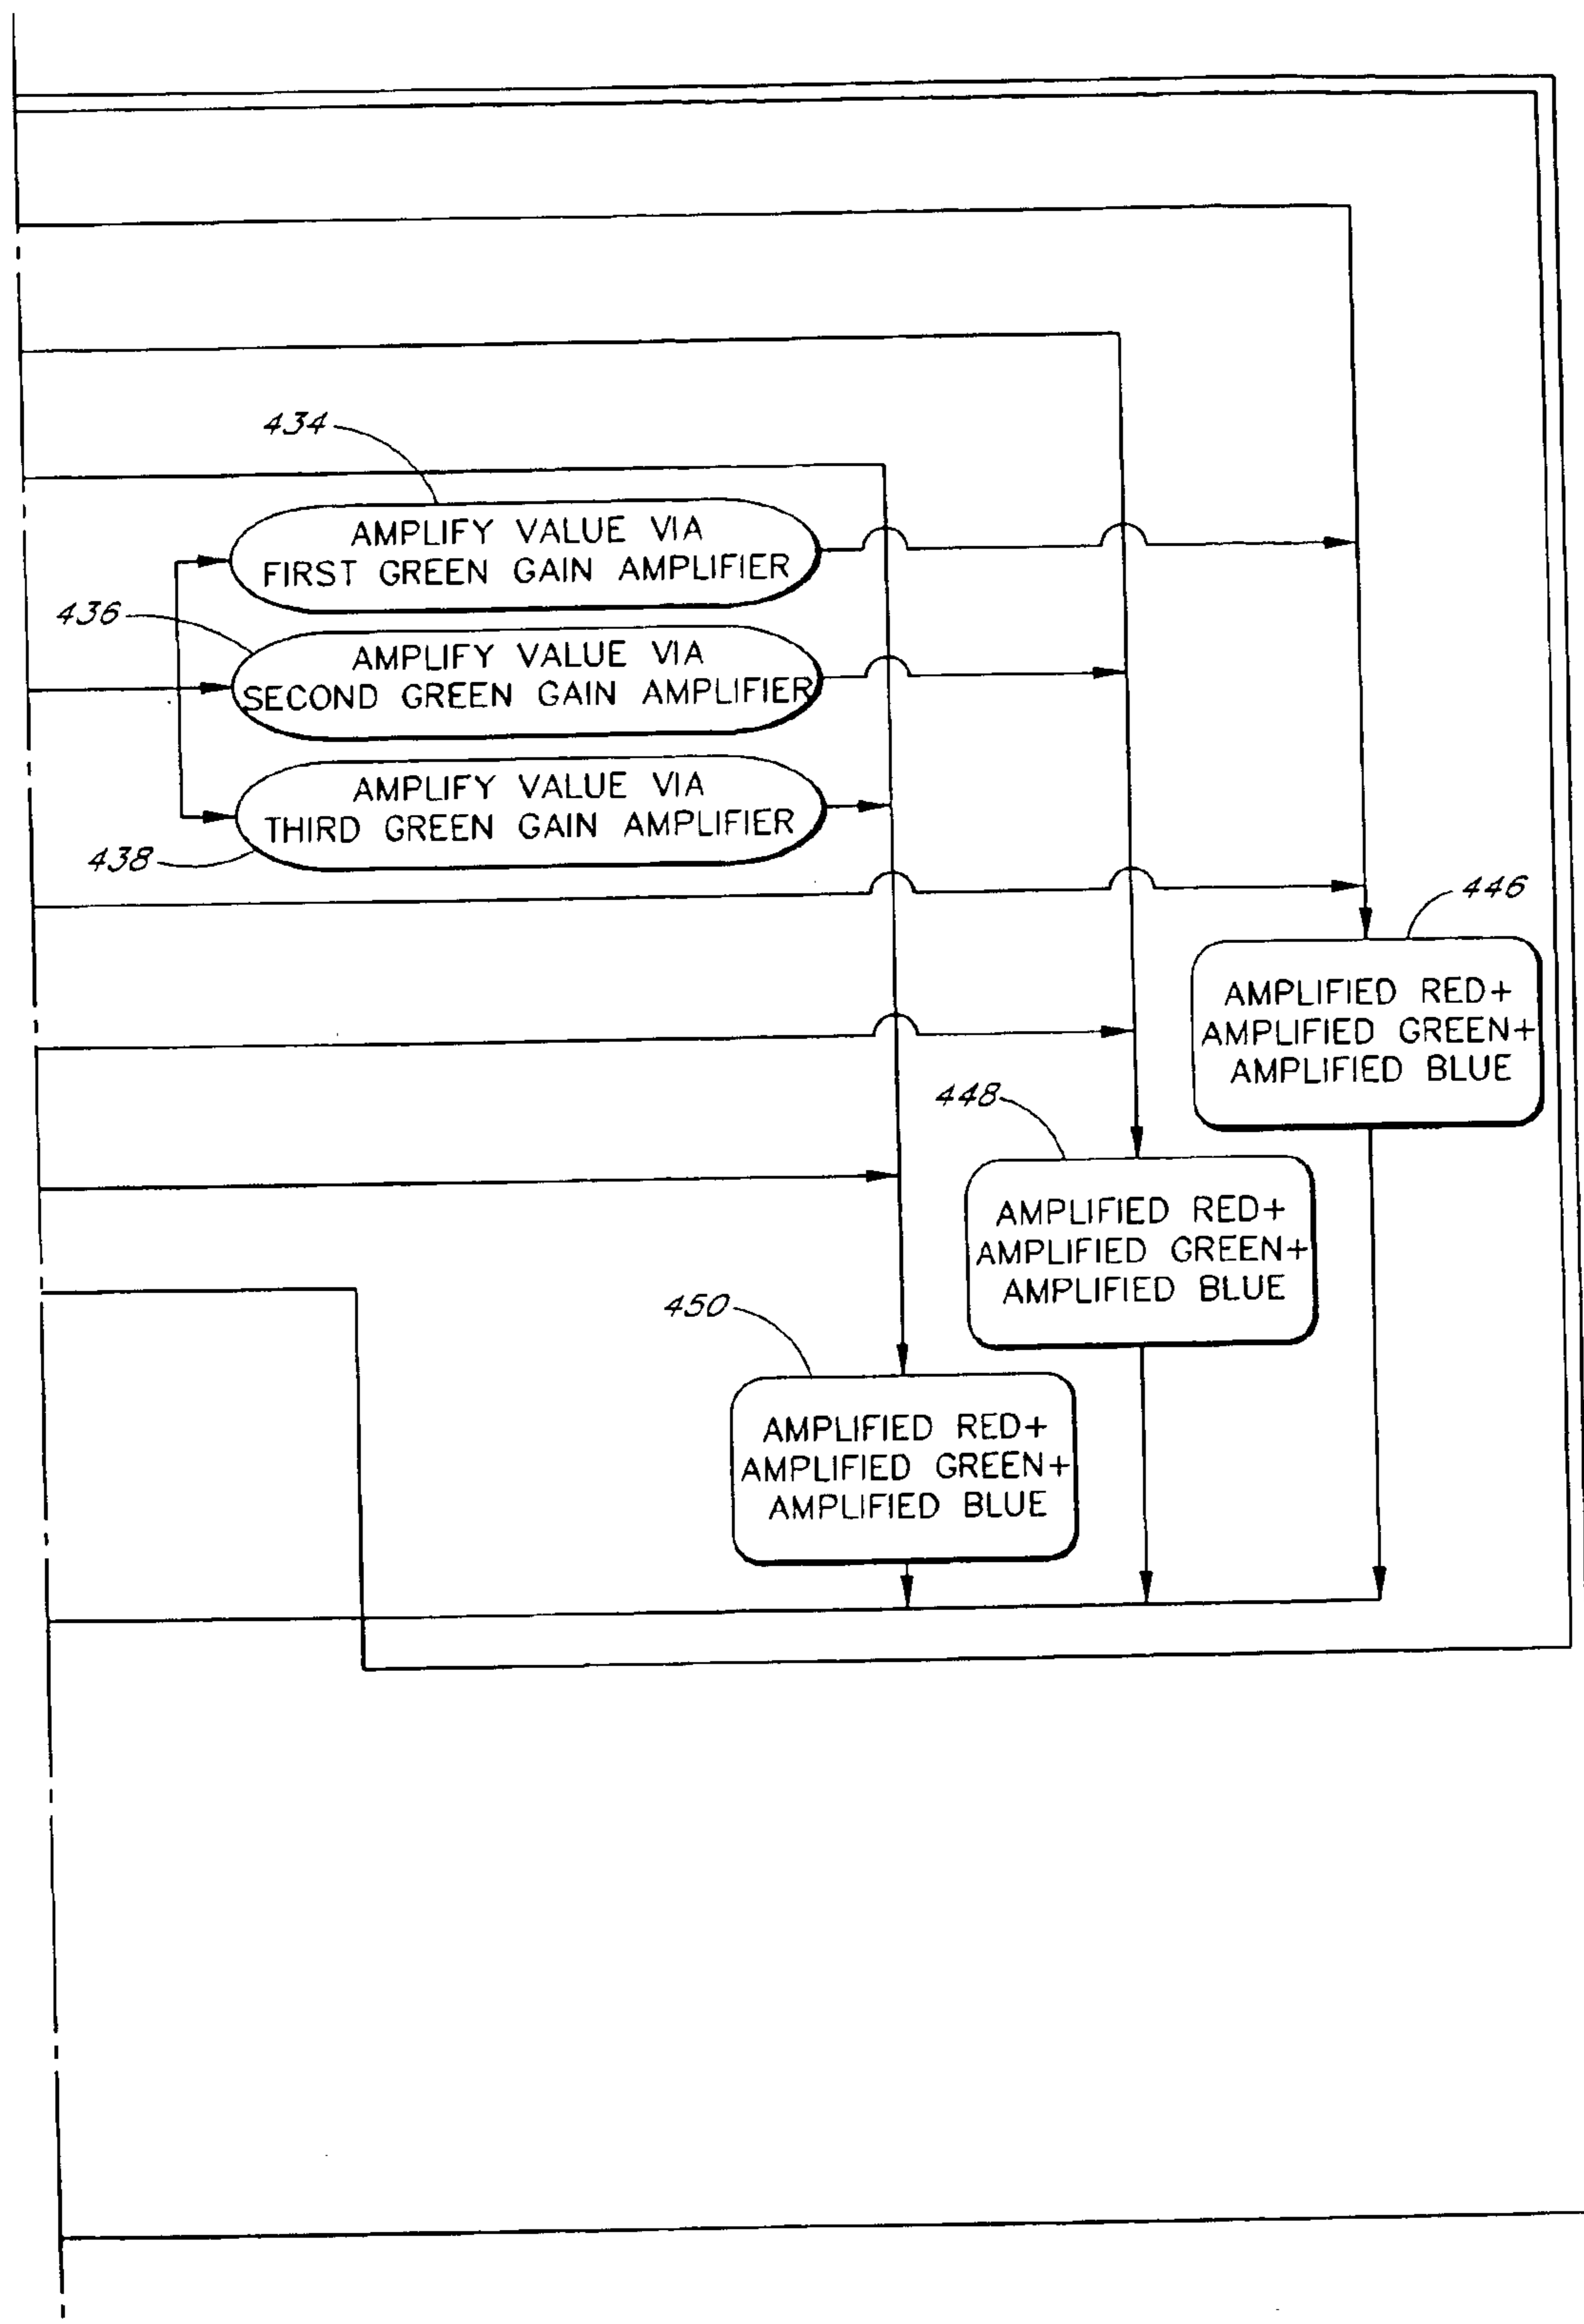 434
AMPLIFY VALUE VIA
FIRST GREEN GAIN AMPLIFIER
436
AMPLIFY VALUE VIA
SECOND GREEN GAIN AMPLIFIER
AMPLIFY VALUE VIA
THIRD GREEN GAIN AMPLIFIER
438
446
AMPLIFIED RED+
AMPLIFIED GREEN+
AMPLIFIED BLUE
448
AMPLIFIED RED+
AMPLIFIED GREEN+
AMPLIFIED BLUE
450
AMPLIFIED RED+
AMPLIFIED GREEN+
AMPLIFIED BLUE